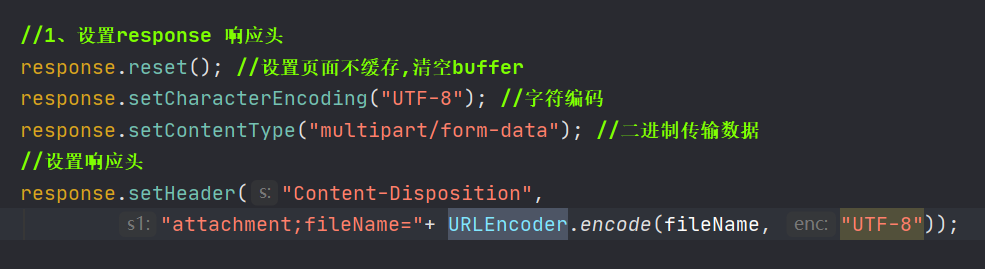 //1、设置response 响应头
response.reset(); //设置页面不缓存,清空buffer
response.setCharacterEncoding("UTF-8"); //字符编码
response.setContentType("multipart/form-data"); //二进制传输数据
//设置响应头
response.setHeader( s: "Content-Disposition",
s1: "attachment;fileName="+ URLEncoder.encode(fileName, enc: "UTF-8"));